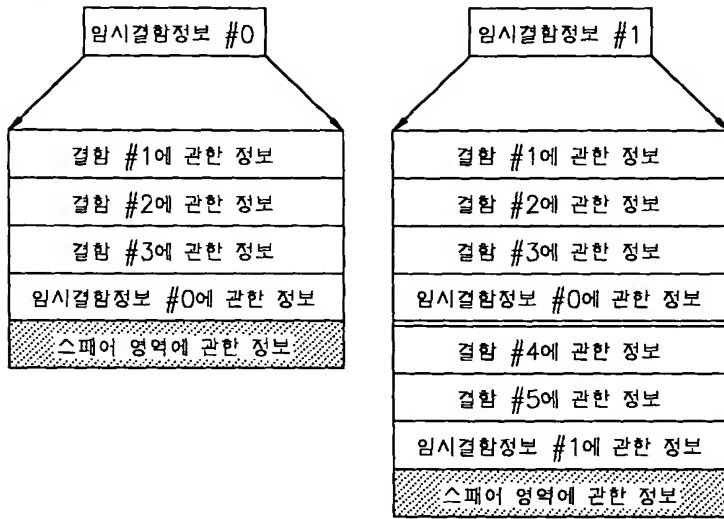 임시결함정보 #0
결함 #1에 관한 정보
결함 #2에 관한 정보
결함 #3에 관한 정보
임시결함정보 #0에 관한 정보
스패어 영역에 관한 정보
임시결함정보 #1
결함 #1에 관한 정보
결함 #2에 관한 정보
결함 #3에 관한 정보
임시결함정보 #0에 관한 정보
결함 #4에 관한 정보
결함 #5에 관한 정보
임시결함정보 #1에 관한 정보
스패어 영역에 관한 정보